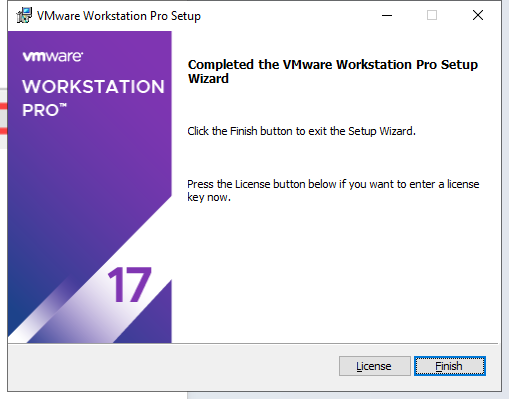 VMware Workstation Pro Setup
vmware®
WORKSTATION
PRO™
17
Completed the VMware Workstation Pro Setup
Wizard
Click the Finish button to exit the Setup Wizard.
Press the License button below if you want to enter a license
key now.
License
Finish